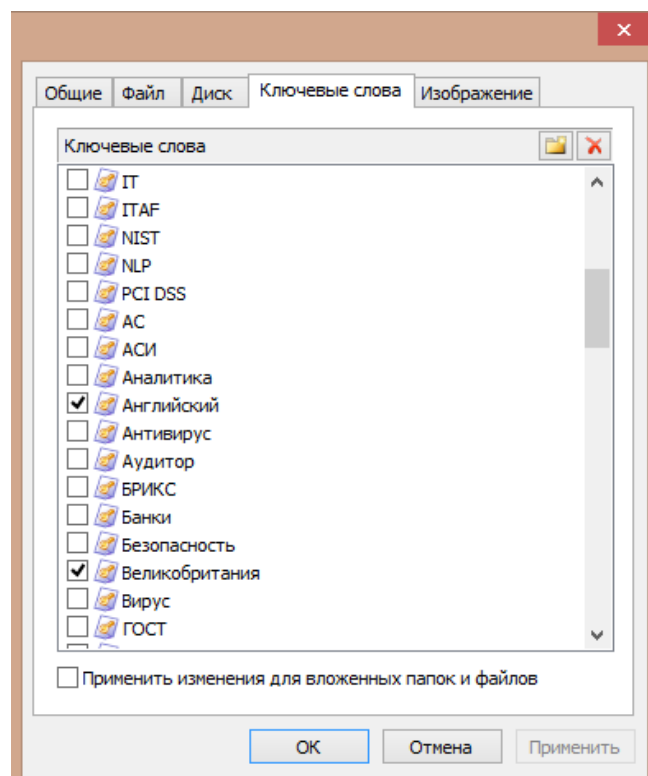 Общие Файл Диск Ключевые слова Изображение
Ключевые слова
IT
ITAF
NIST
NLP
PCI DSS
АС
АСИ
Аналитика
Английский
Антивирус
Аудитор
БРИКС
Банки
Безопасность
Великобритания
Вирус
ГОСТ
Применить изменения для вложенных папок и файлов
ОК Отмена Применить